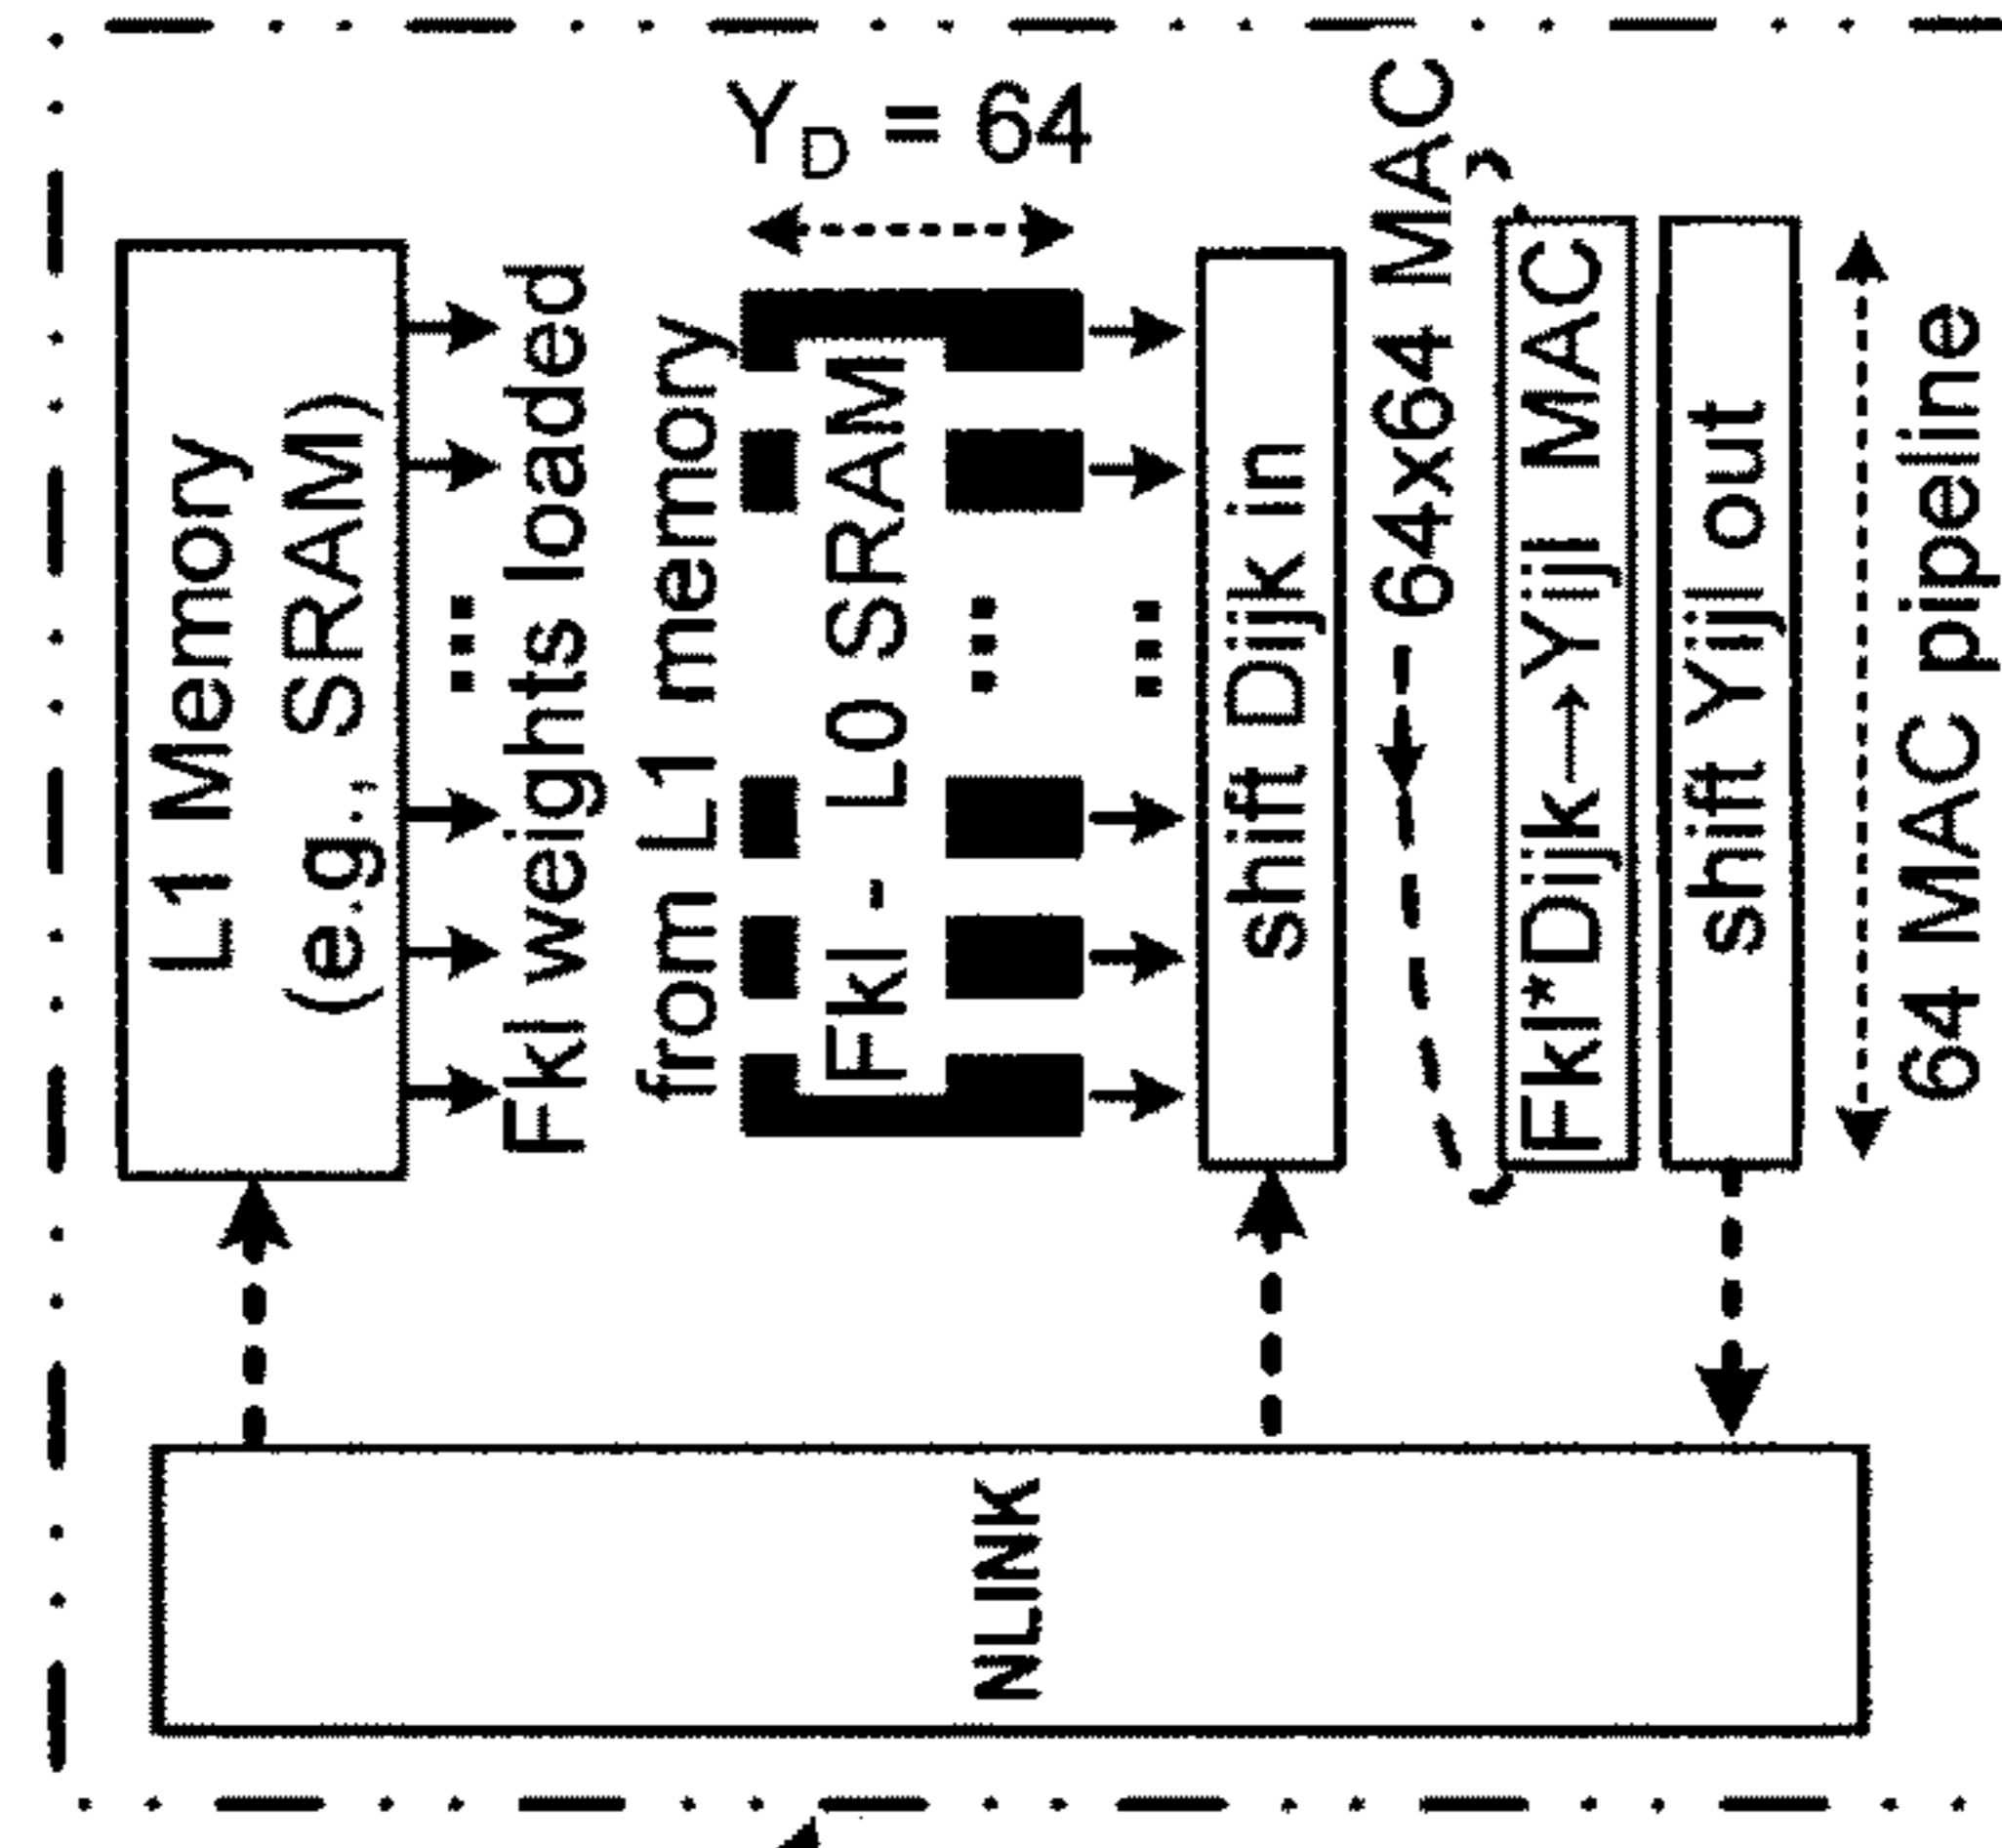 L1 Memory
(e.g., SRAM)
Fkl weights loaded
from L1 memory
Y_D = 64
Fkl - L0 SRAM
...
...
...
shift Dijk in
64x64 MAC
Fkl*Dijk⟷Yijl MAC
shift Yijl out
64 MAC pipeline
NLINK